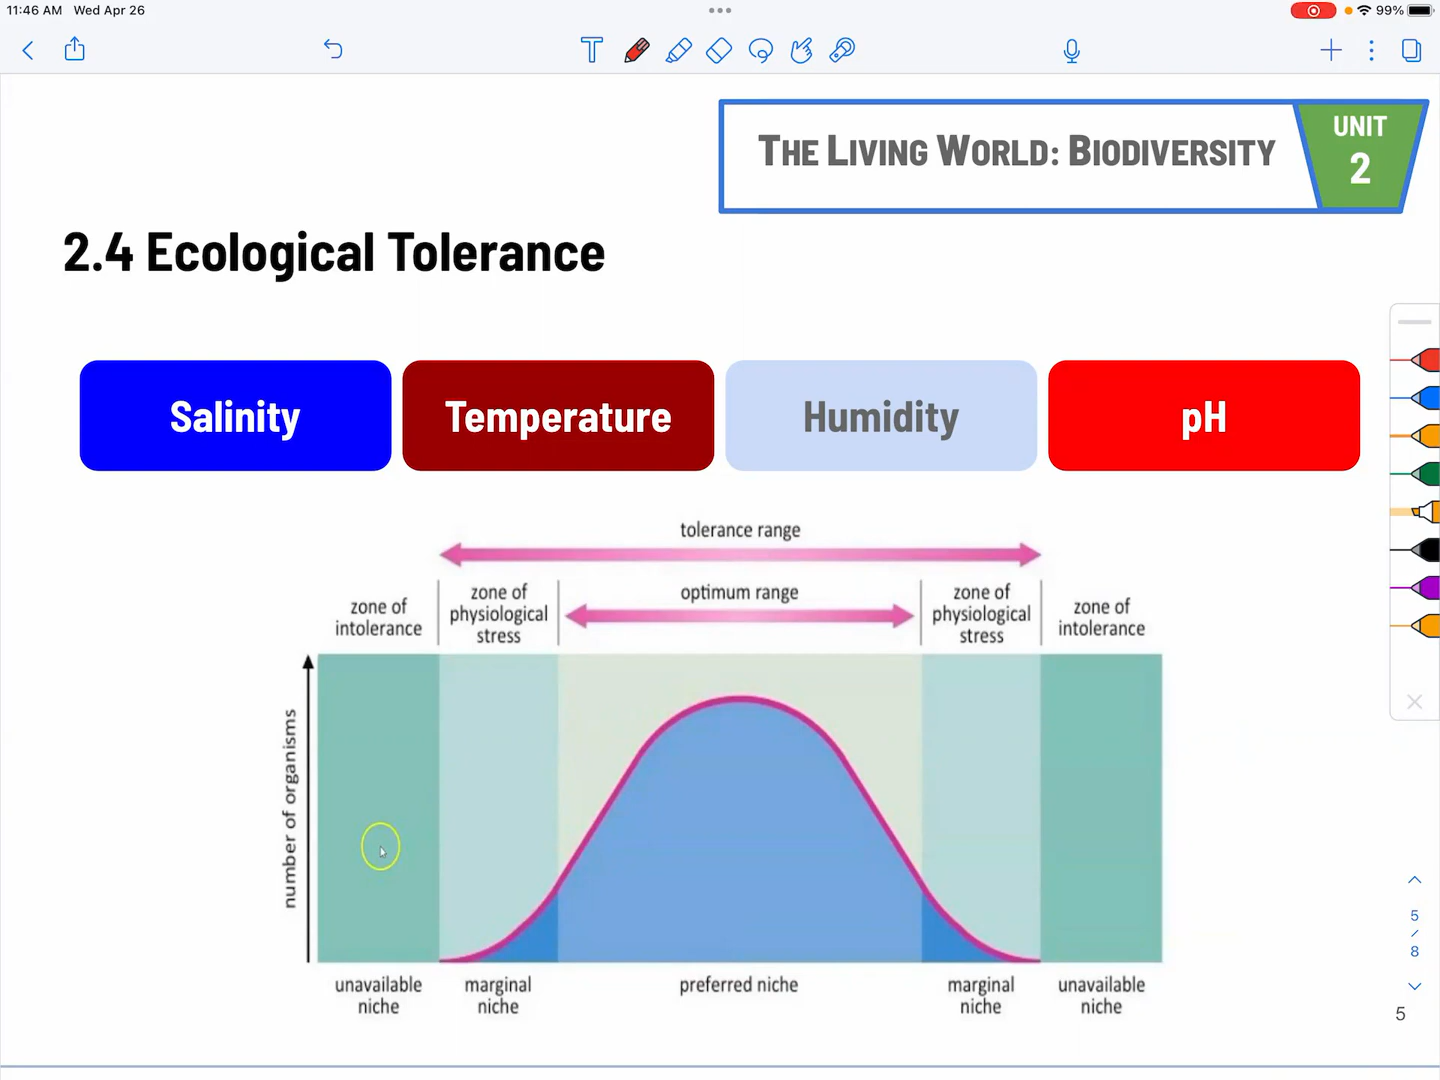 11:46 AM Wed Apr 26
99%
THE LIVING WORLD: BIODIVERSITY
UNIT
2
2.4 Ecological Tolerance
Salinity
Temperature
Humidity
pH
tolerance range
zone of
intolerance
zone of
physiological
stress
optimum range
zone of
physiological
stress
zone of
intolerance
number of organisms
unavailable
niche
marginal
niche
preferred niche
marginal
niche
unavailable
niche
5
/
8
5